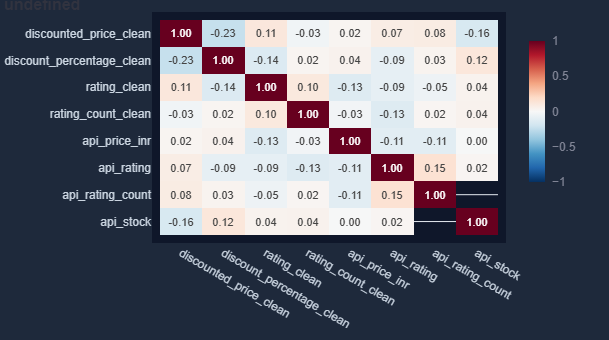 undefined
discounted_price_clean 1.00 -0.23 0.11 -0.03 0.02 0.07 0.08 -0.16 1
discount_percentage_clean -0.23 1.00 -0.14 0.02 0.04 -0.09 0.03 0.12
rating_clean 0.11 -0.14 1.00 0.10 -0.13 -0.09 -0.05 0.04 0.5
rating_count_clean -0.03 0.02 0.10 1.00 -0.03 -0.13 0.02 0.04 0
api_price_inr 0.02 0.04 -0.13 -0.03 1.00 -0.11 -0.11 0.00 −0.5
api_rating 0.07 -0.09 -0.09 -0.13 -0.11 1.00 0.15 0.02 −1
api_rating_count 0.08 0.03 -0.05 0.02 -0.11 0.15 1.00
api_stock -0.16 0.12 0.04 0.04 0.00 0.02 1.00
discounted_price_clean
discount_percentage_clean
rating_clean
rating_count_clean
api_price_inr
api_rating
api_rating_count
api_stock